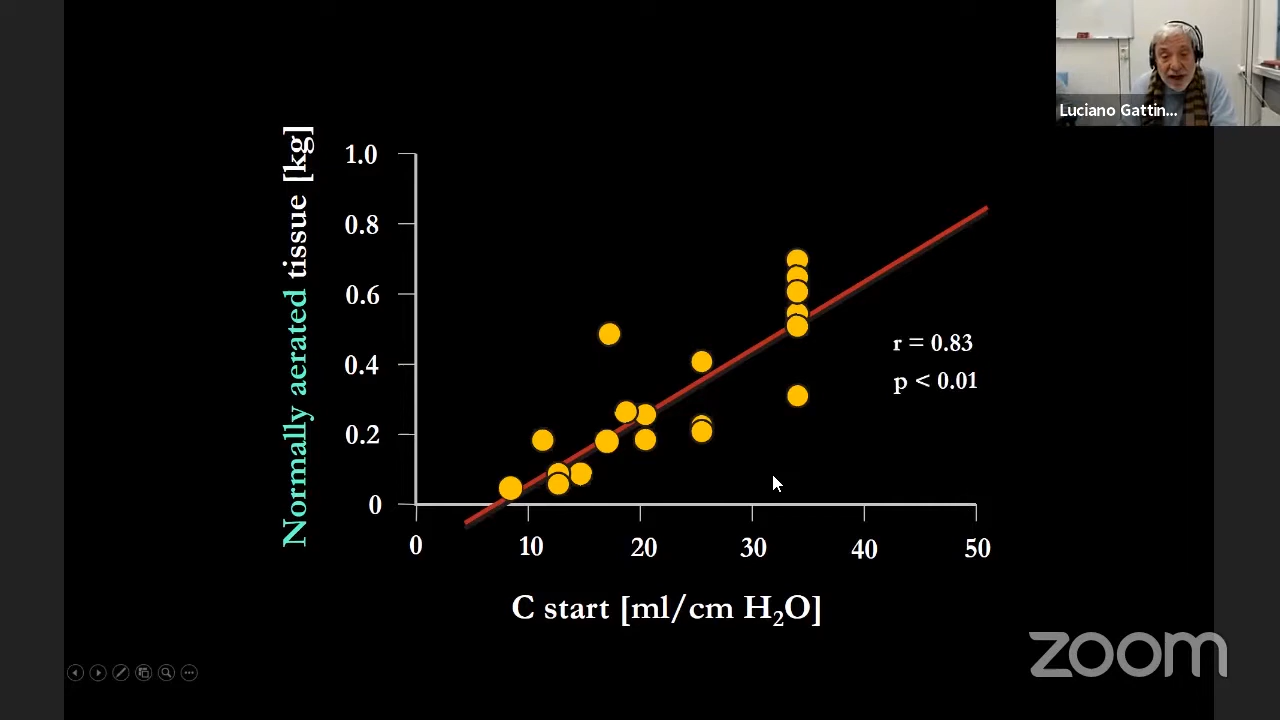 Luciano Gattin...
Normally aerated tissue [kg]
1.0
0.8
0.6
0.4
0.2
0
r = 0.83
p < 0.01
0 10 20 30 40 50
C start [ml/cm H₂O]
zoom